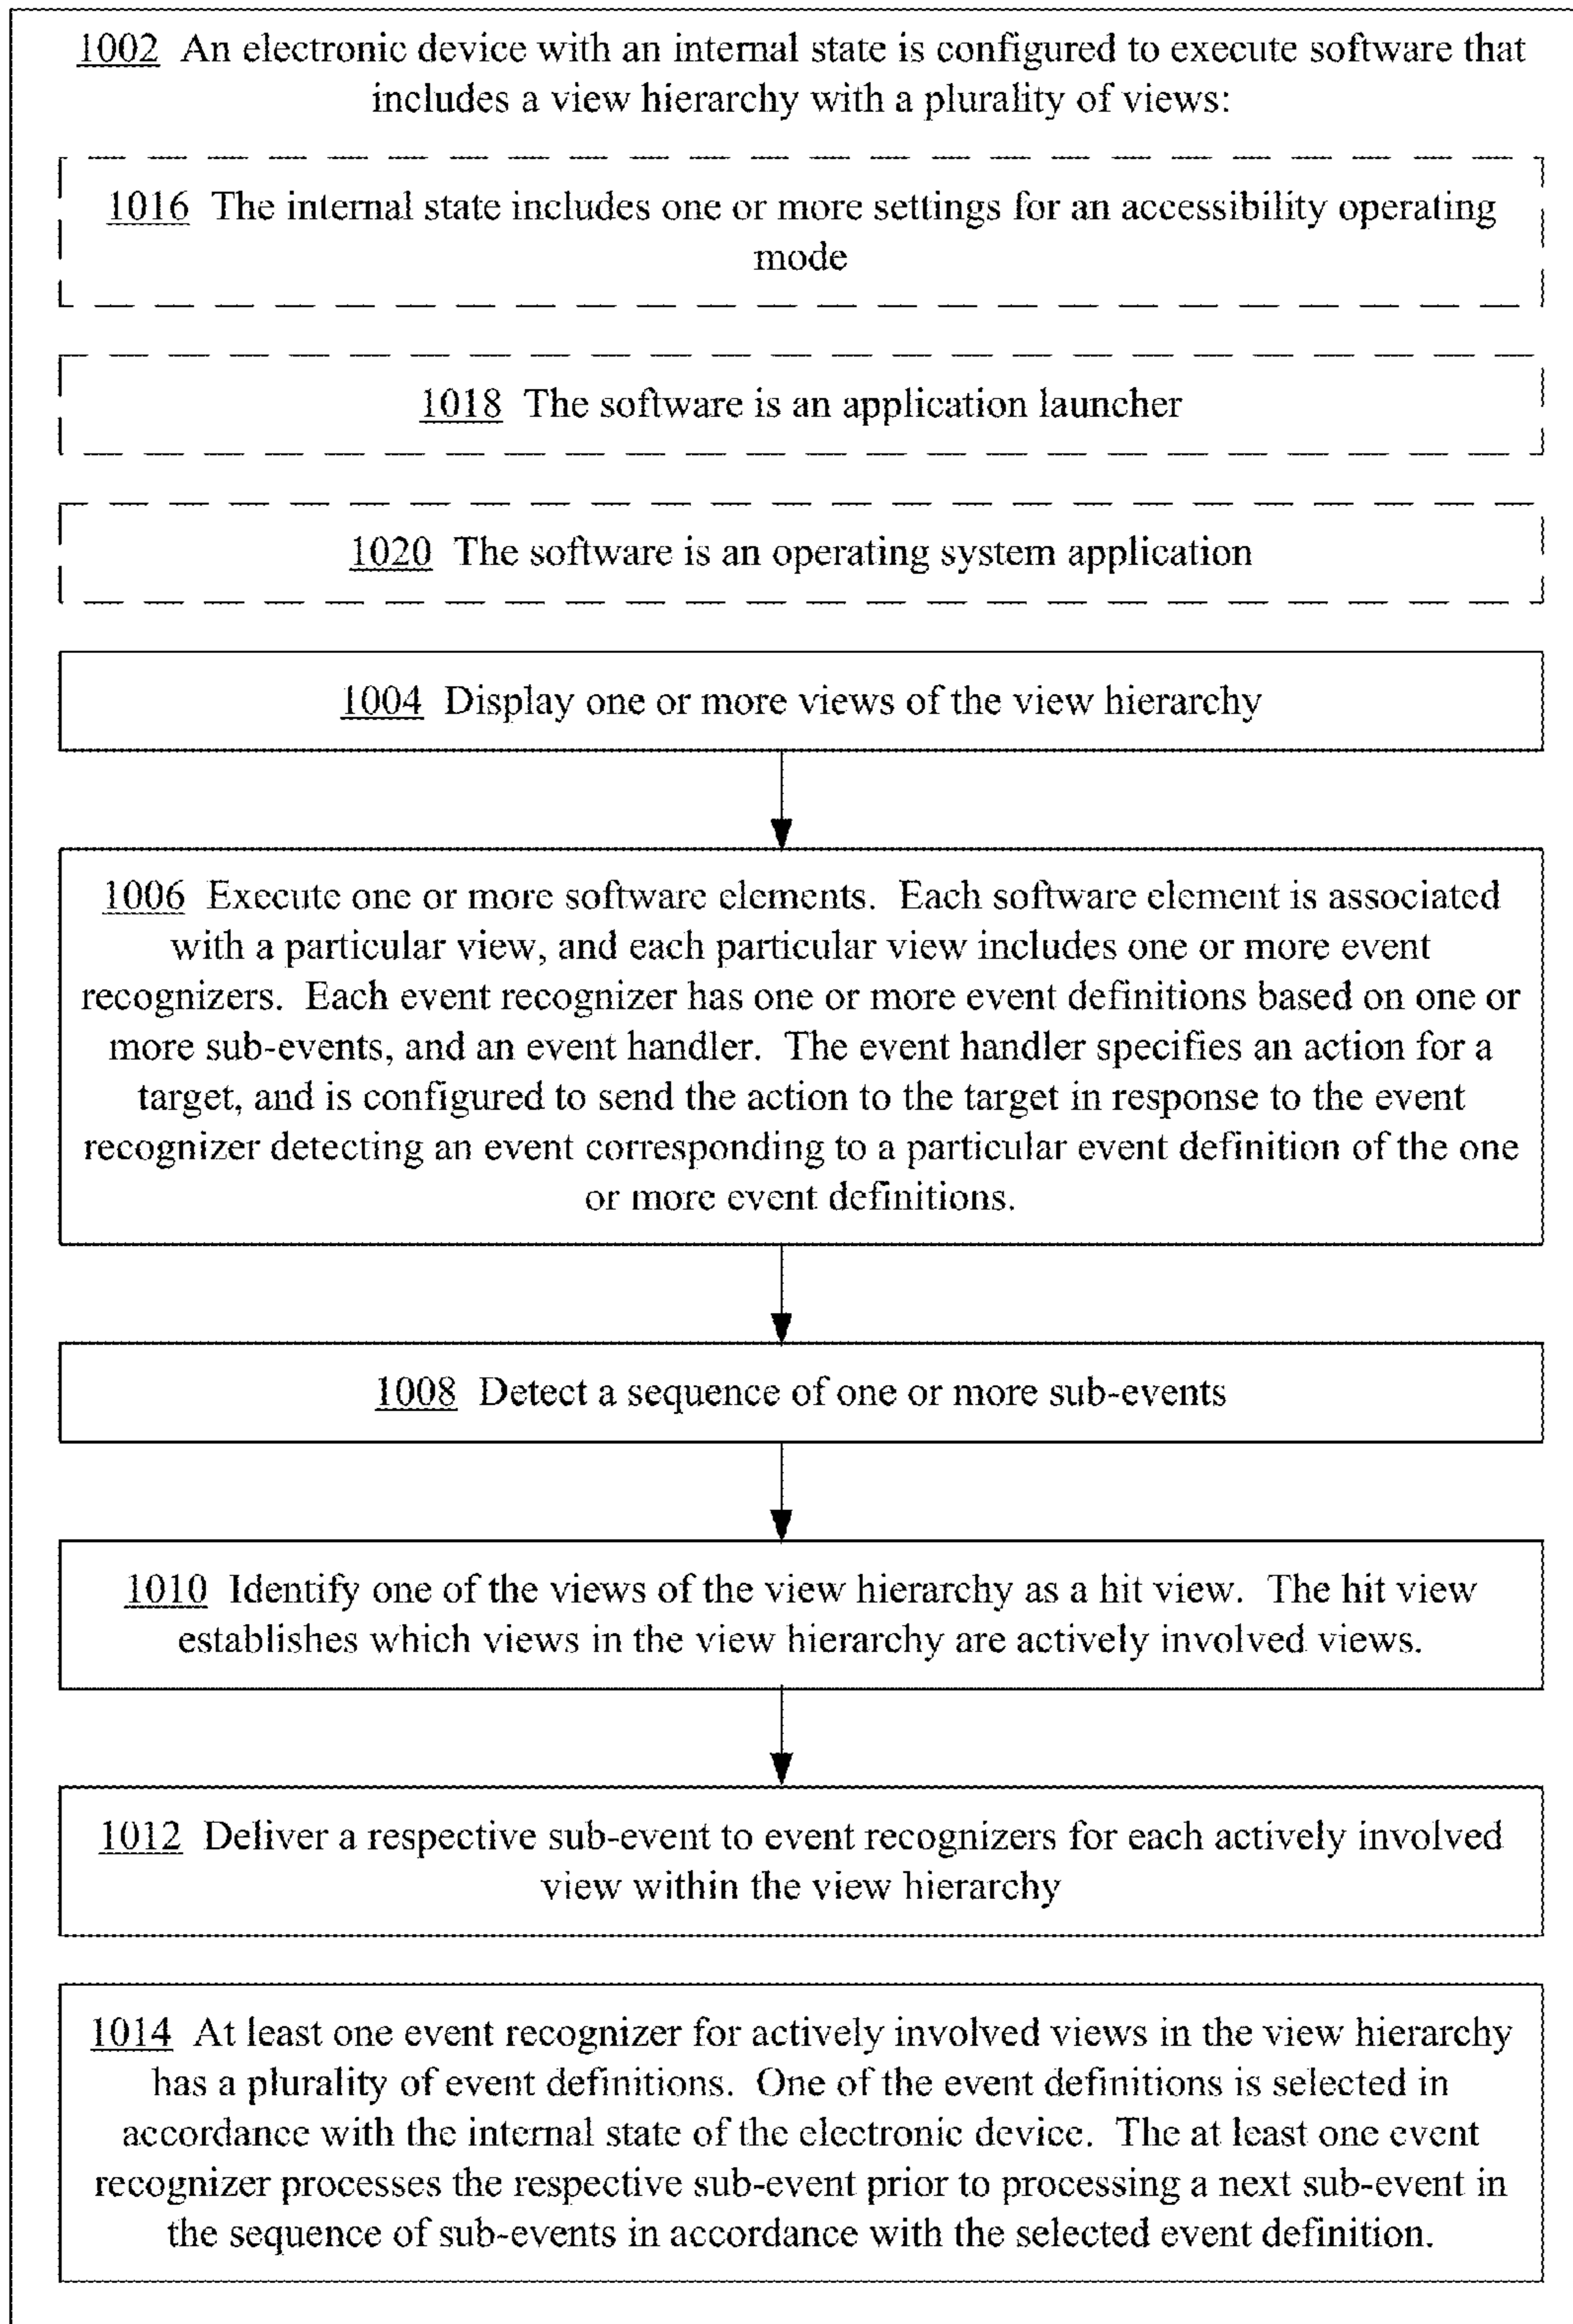 1002 An electronic device with an internal state is configured to execute software that
includes a view hierarchy with a plurality of views:
1016 The internal state includes one or more settings for an accessibility operating
mode
1018 The software is an application launcher
1020 The software is an operating system application
1004 Display one or more views of the view hierarchy
1006 Execute one or more software elements. Each software element is associated
with a particular view, and each particular view includes one or more event
recognizers. Each event recognizer has one or more event definitions based on one or
more sub-events, and an event handler. The event handler specifies an action for a
target, and is configured to send the action to the target in response to the event
recognizer detecting an event corresponding to a particular event definition of the one
or more event definitions.
1008 Detect a sequence of one or more sub-events
1010 Identify one of the views of the view hierarchy as a hit view. The hit view
establishes which views in the view hierarchy are actively involved views.
1012 Deliver a respective sub-event to event recognizers for each actively involved
view within the view hierarchy
1014 At least one event recognizer for actively involved views in the view hierarchy
has a plurality of event definitions. One of the event definitions is selected in
accordance with the internal state of the electronic device. The at least one event
recognizer processes the respective sub-event prior to processing a next sub-event in
the sequence of sub-events in accordance with the selected event definition.